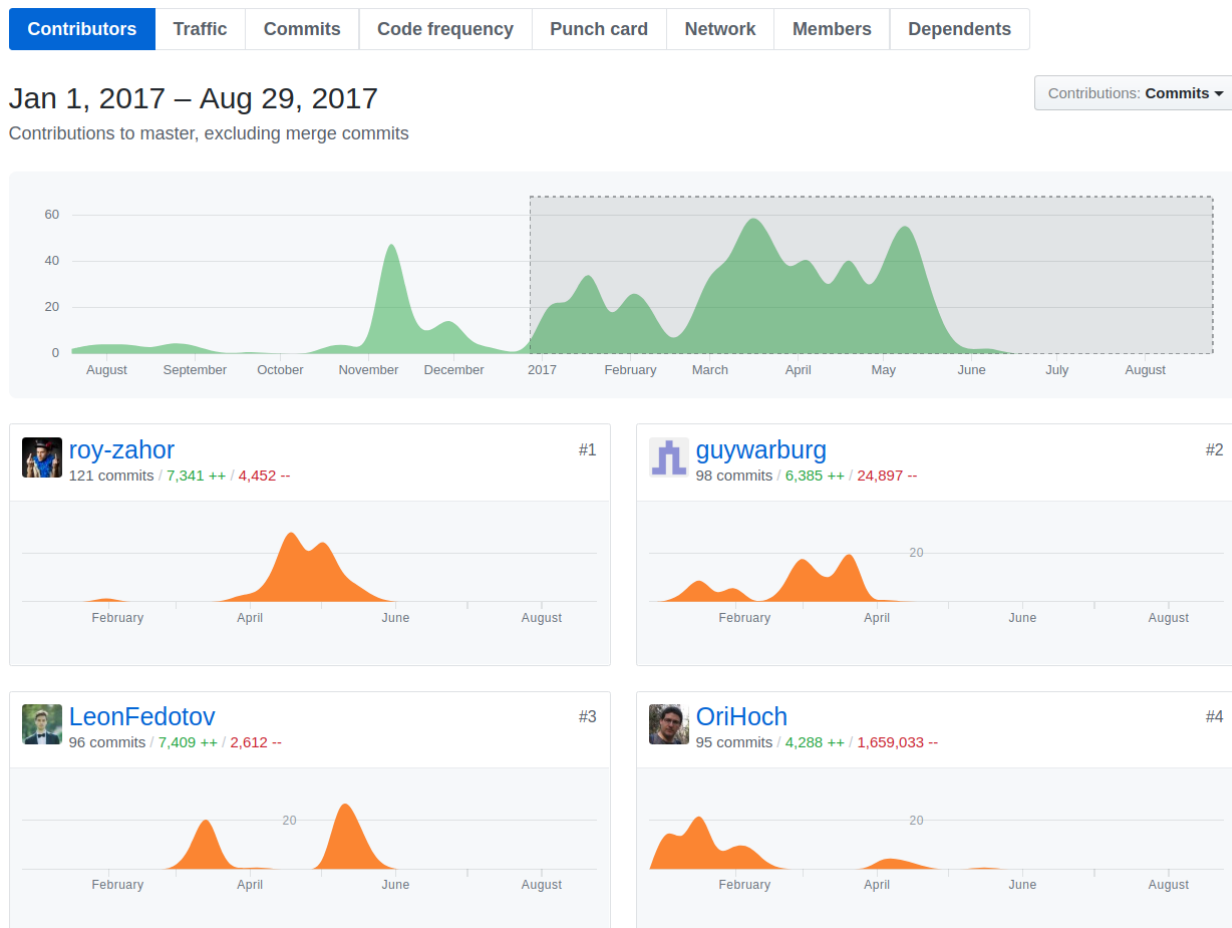 Contributors Traffic Commits Code frequency Punch card Network Members Dependents
Jan 1, 2017 – Aug 29, 2017
Contributions: Commits
Contributions to master, excluding merge commits
60
40
20
0
August September October November December 2017 February March April May June July August
roy-zahor #1
121 commits / 7,341 ++ / 4,452 --
February April June August
guywarburg #2
98 commits / 6,385 ++ / 24,897 --
20
February April June August
LeonFedotov #3
96 commits / 7,409 ++ / 2,612 --
20
February April June August
OriHoch #4
95 commits / 4,288 ++ / 1,659,033 --
20
February April June August